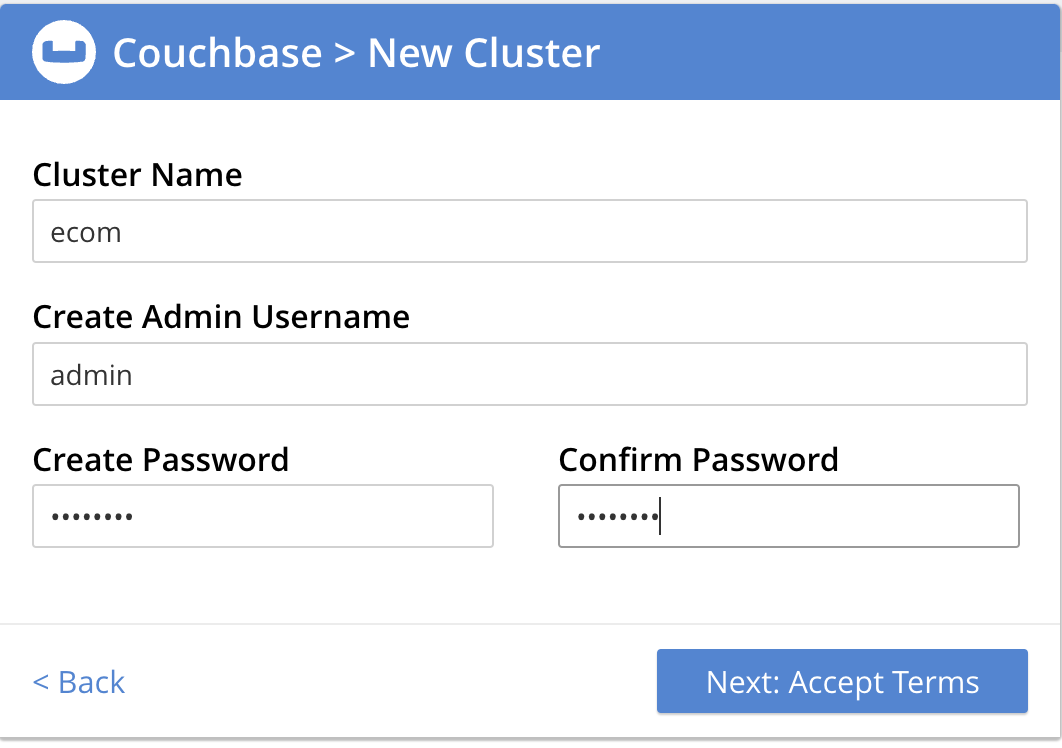 Couchbase > New Cluster
Cluster Name
ecom
Create Admin Username
admin
Create Password Confirm Password
•••••••• ••••••••
< Back Next: Accept Terms